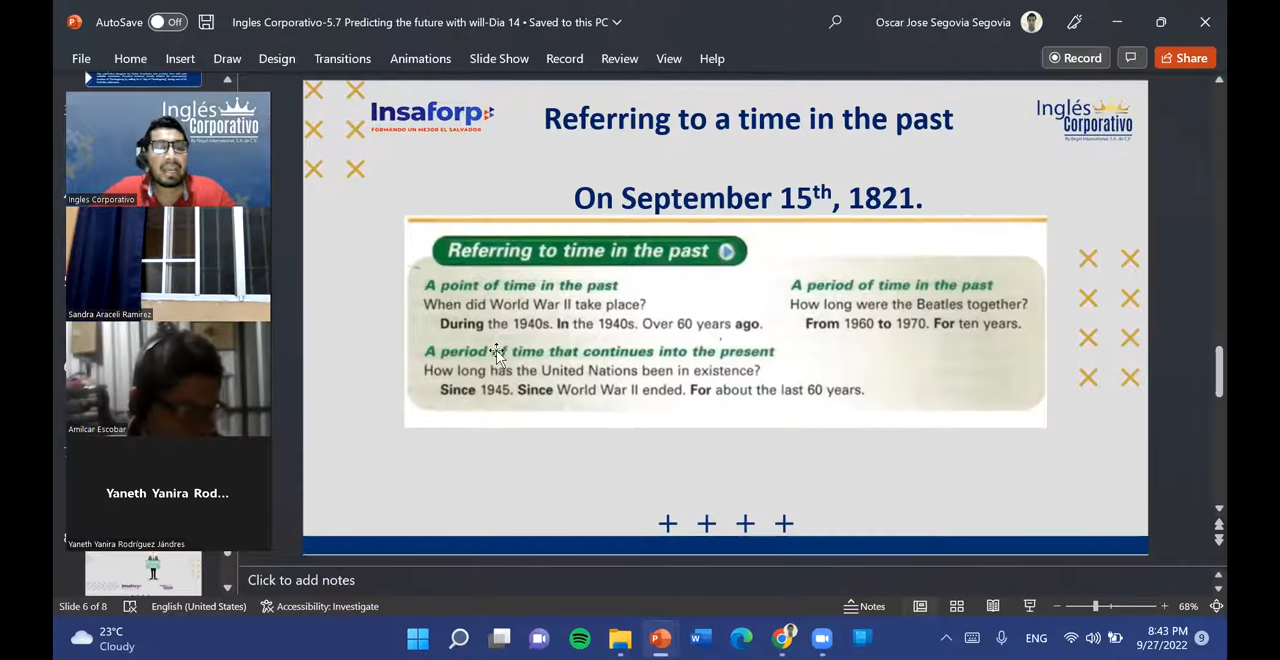 AutoSave
Off
Ingles Corporativo-5.7 Predicting the future with will-Dia 14 • Saved to this PC
Oscar Jose Segovia Segovia
File Home Insert Draw Design Transitions Animations Slide Show Record Review View Help
Record
Share
Inglés
Corporativo
Ingles Corporativo
Sandra Araceli Ramirez
Amilcar Escobar
Yaneth Yanira Rod...
Yaneth Yanira Rodríguez Jándres
Insaforp
FORMANDO UN MEJOR EL SALVADOR
Referring to a time in the past
Inglés
Corporativo
By Regal International, S.A. de C.V.
On September 15th, 1821.
Referring to time in the past
A point of time in the past
When did World War II take place?
During the 1940s. In the 1940s. Over 60 years ago.
A period of time in the past
How long were the Beatles together?
From 1960 to 1970. For ten years.
A period of time that continues into the present
How long has the United Nations been in existence?
Since 1945. Since World War II ended. For about the last 60 years.
Click to add notes
Slide 6 of 8
English (United States)
Accessibility: Investigate
Notes
68%
23°C
Cloudy
ENG
8:43 PM
9/27/2022
9